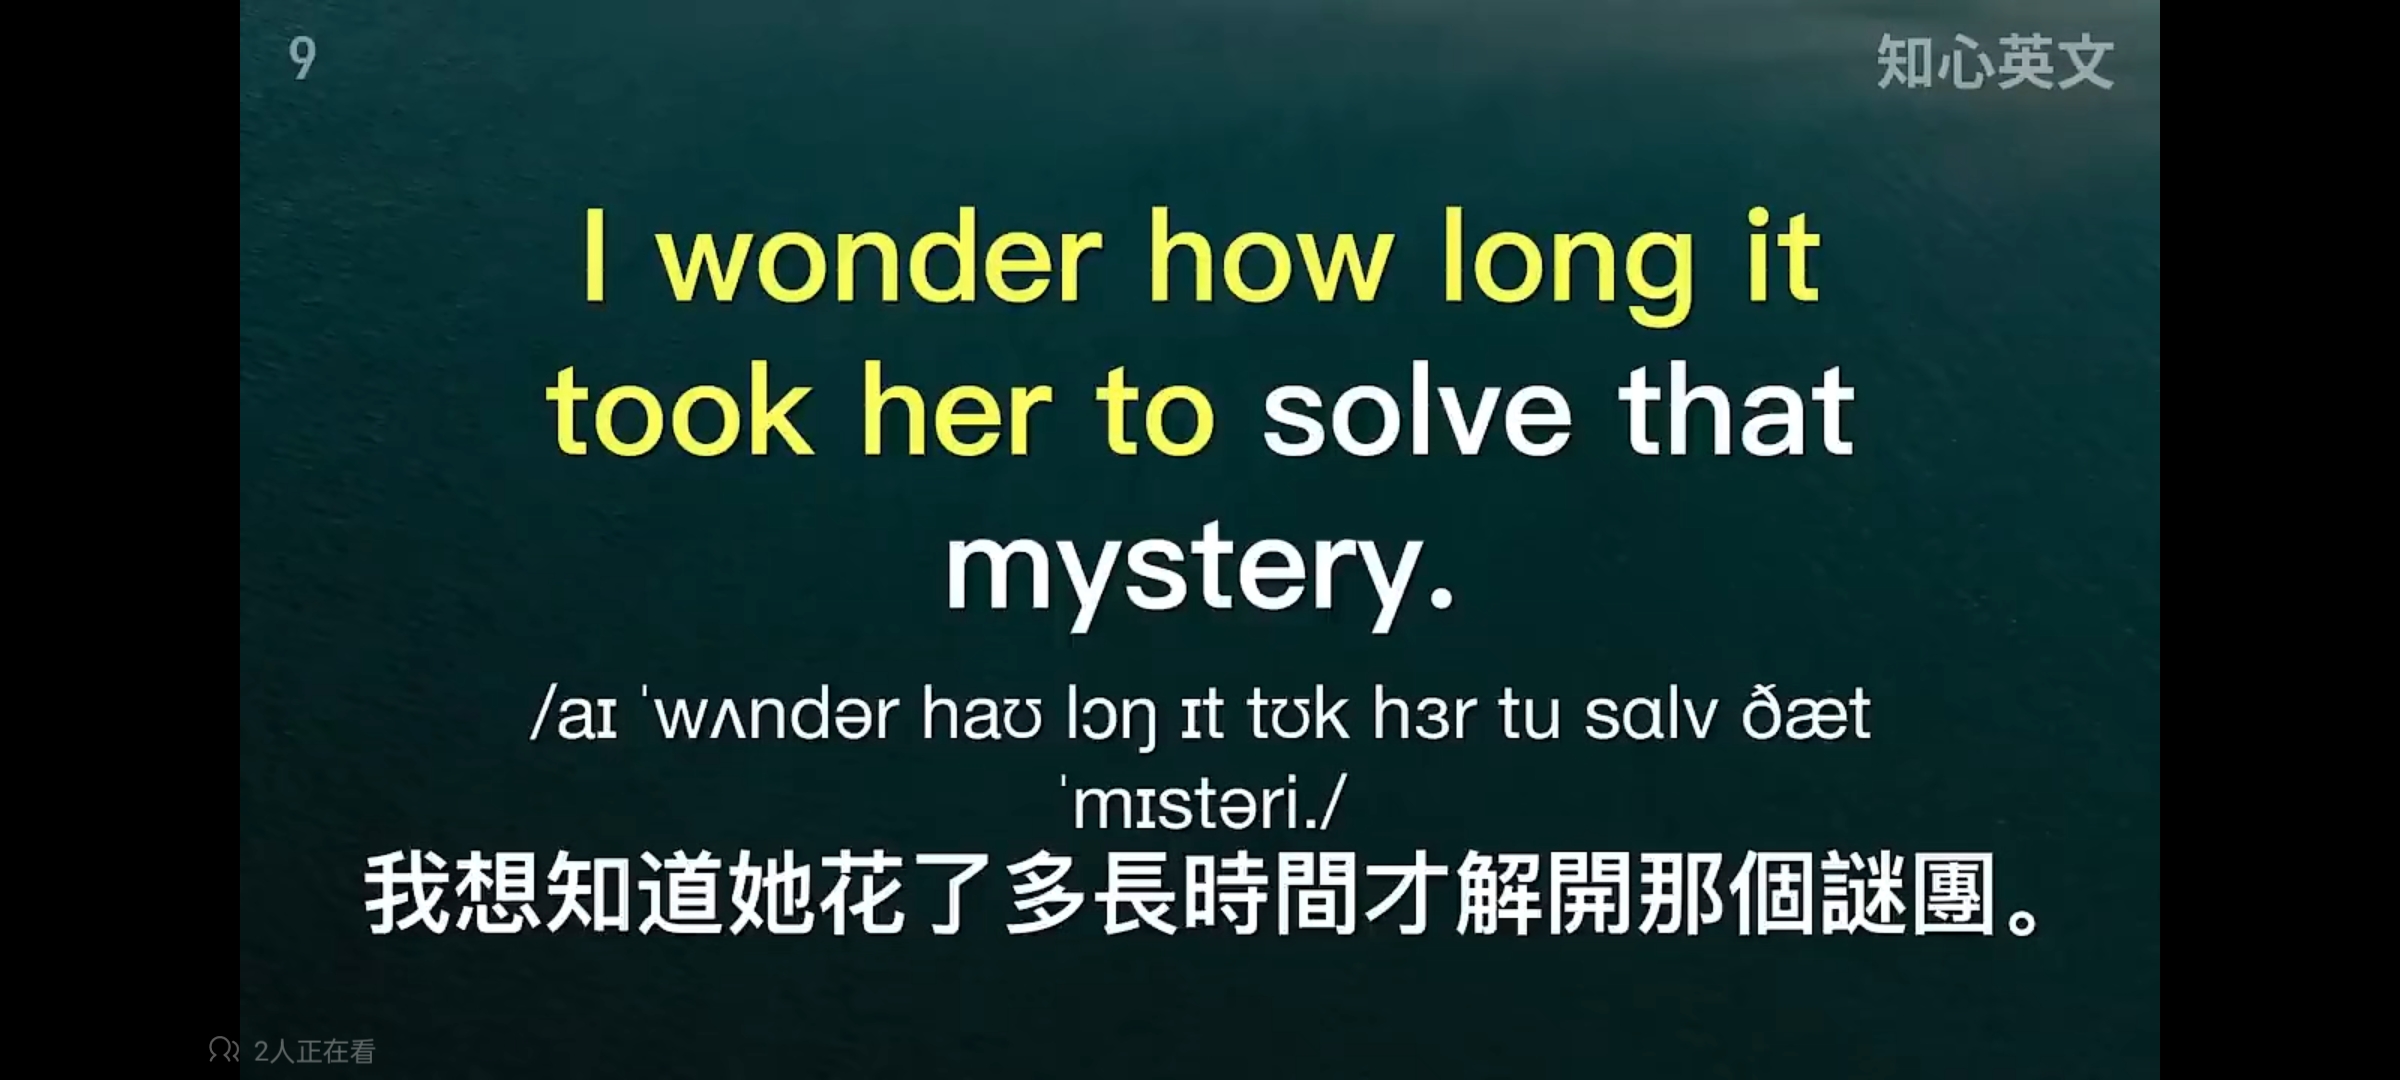 9
知心英文
I wonder how long it
took her to solve that
mystery.
/aɪ ˈwʌndər haʊ lɔŋ ɪt tʊk hɜr tu sɑlv ðæt
ˈmɪstəri./
我想知道她花了多長時間才解開那個謎團。
2人正在看